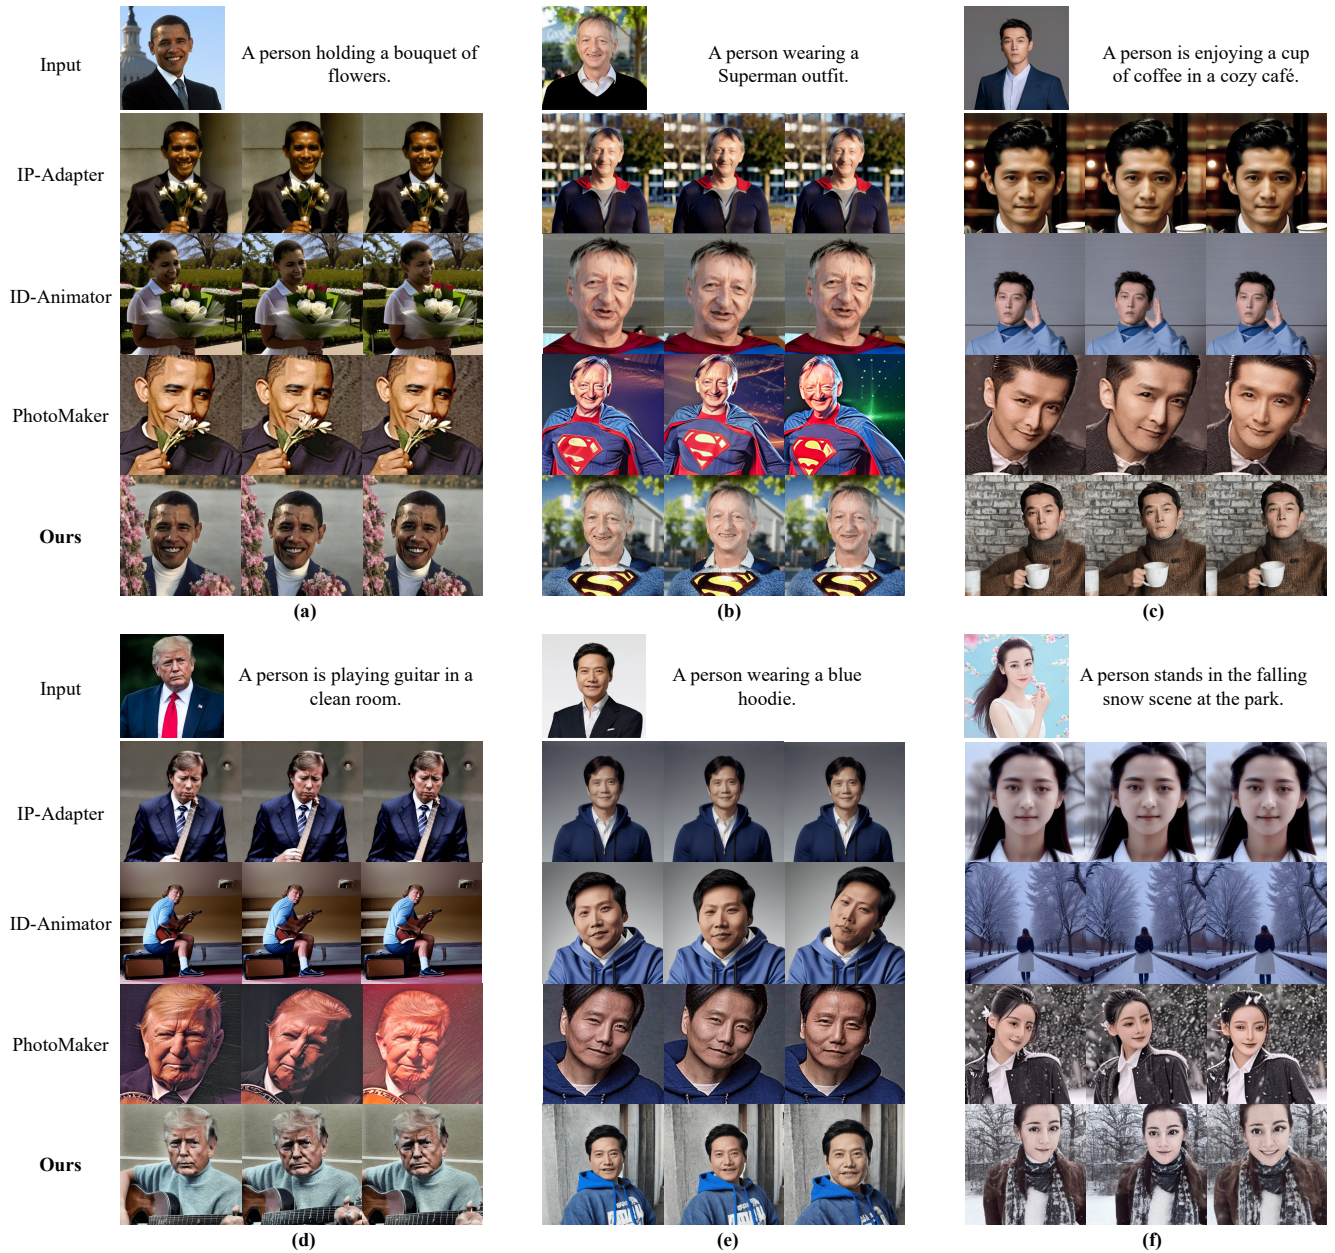 Input
A person holding a bouquet of
flowers.
A person wearing a
Superman outfit.
A person is enjoying a cup
of coffee in a cozy café.
IP-Adapter
ID-Animator
PhotoMaker
Ours
(a)
(b)
(c)
Input
A person is playing guitar in a
clean room.
A person wearing a blue
hoodie.
A person stands in the falling
snow scene at the park.
IP-Adapter
ID-Animator
PhotoMaker
Ours
(d)
(e)
(f)